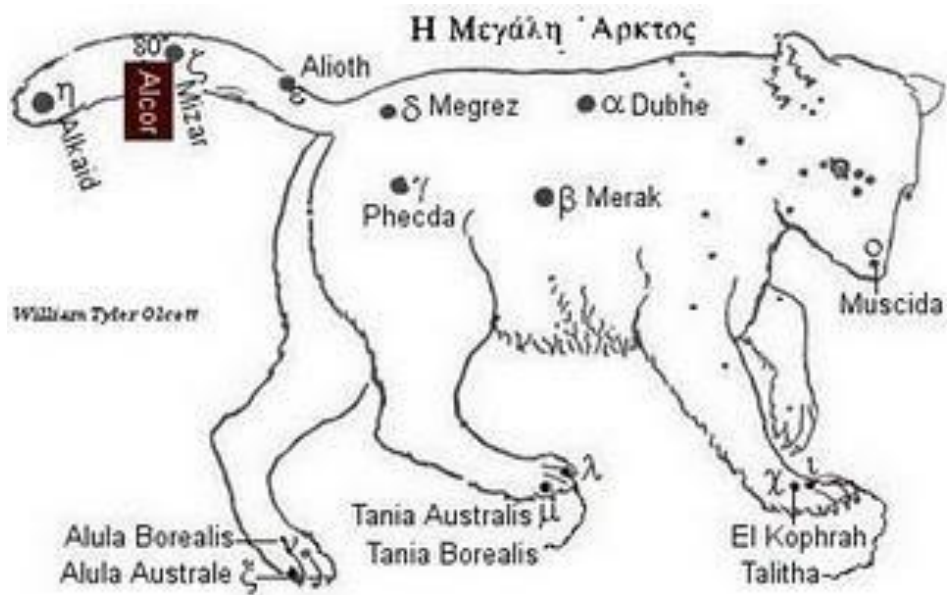 Η Μεγάλη Ἄρκτος
80
ζ
Mizar
Alcor
η
Alkaid
Alioth
ε
δ Megrez
α Dubhe
γ
Phecda
β Merak
ο
Muscida
William Tyler Olcott
λ
μ
Tania Australis
Tania Borealis
χ
ι
El Kophrah
Talitha
Alula Borealis
ν
Alula Australe ξ